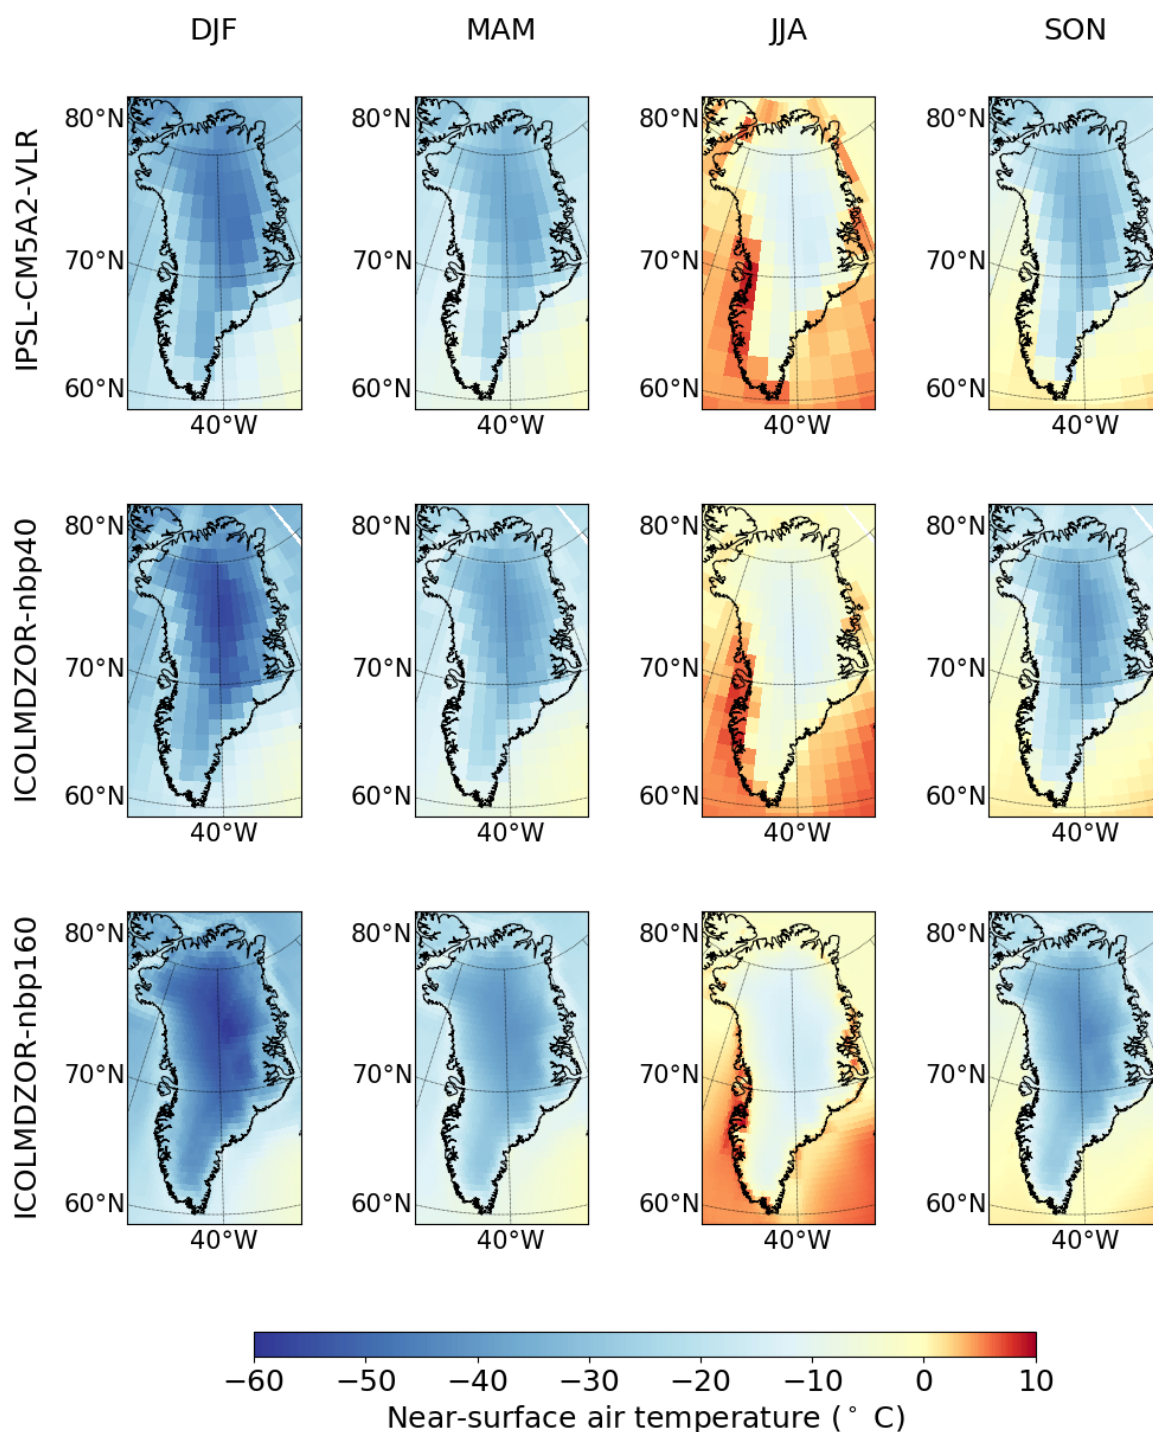 DJF MAM JJA SON
IPSL-CM5A2-VLR
80°N 80°N 80°N 80°N
70°N 70°N 70°N 70°N
60°N 60°N 60°N 60°N
40°W 40°W 40°W 40°W
ICOLMDZOR-nbp40
80°N 80°N 80°N 80°N
70°N 70°N 70°N 70°N
60°N 60°N 60°N 60°N
40°W 40°W 40°W 40°W
ICOLMDZOR-nbp160
80°N 80°N 80°N 80°N
70°N 70°N 70°N 70°N
60°N 60°N 60°N 60°N
40°W 40°W 40°W 40°W
−60 −50 −40 −30 −20 −10 0 10
Near-surface air temperature (° C)